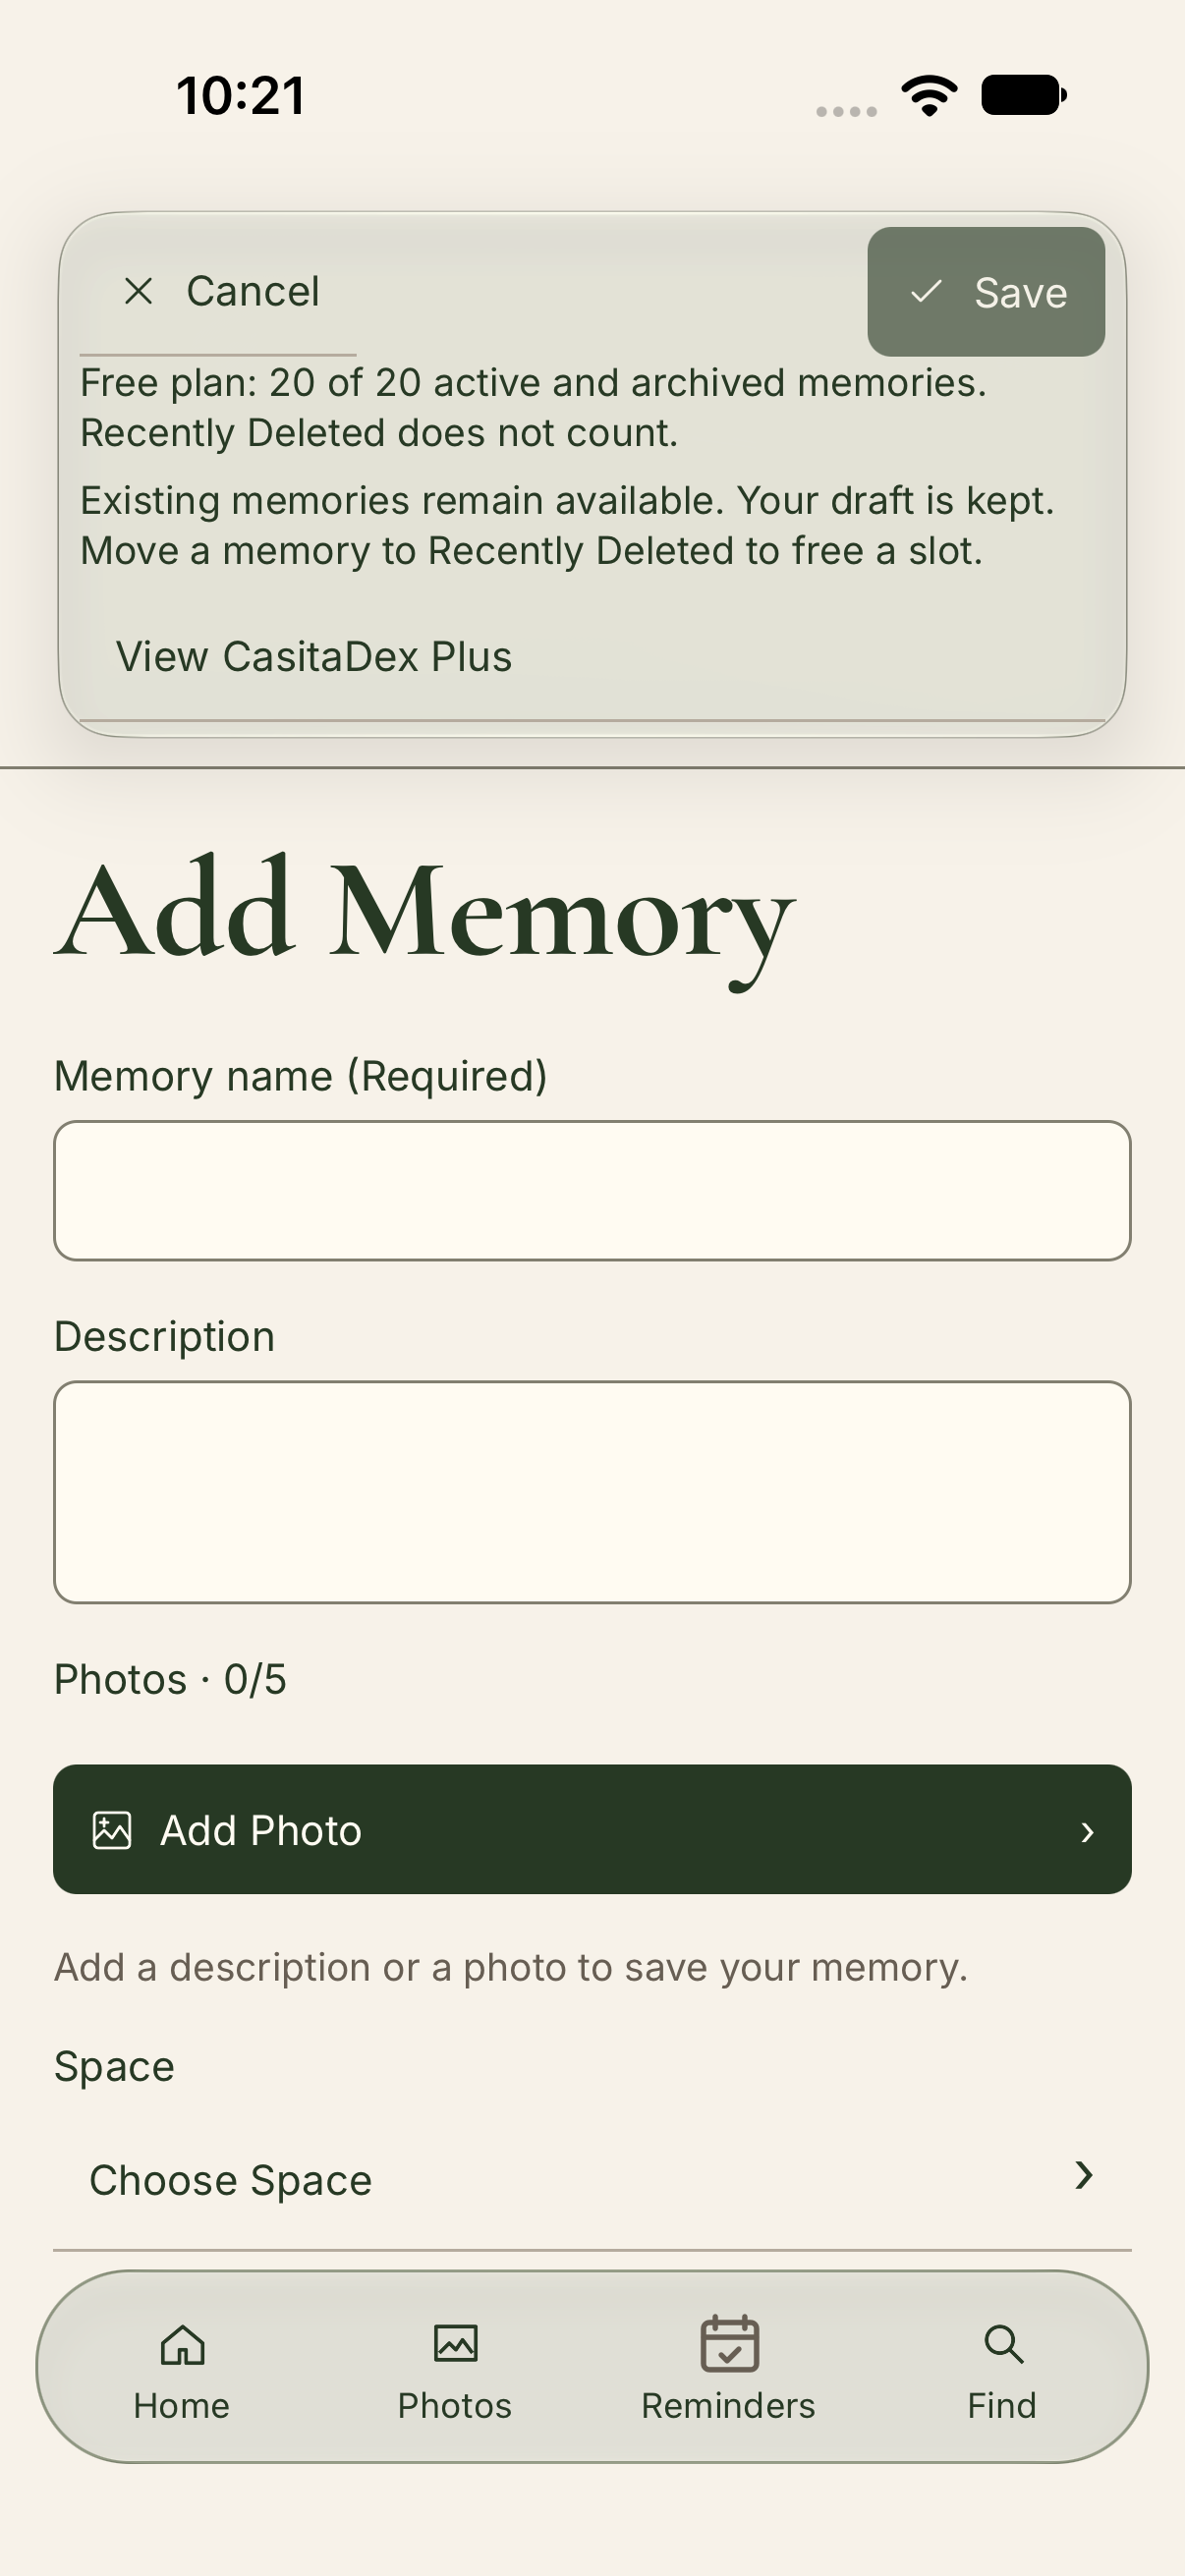 10:21
Cancel
Save
Free plan: 20 of 20 active and archived memories.
Recently Deleted does not count.
Existing memories remain available. Your draft is kept.
Move a memory to Recently Deleted to free a slot.
View CasitaDex Plus
Add Memory
Memory name (Required)
Description
Photos · 0/5
Add Photo ›
Add a description or a photo to save your memory.
Space
Choose Space ›
Home
Photos
Reminders
Find